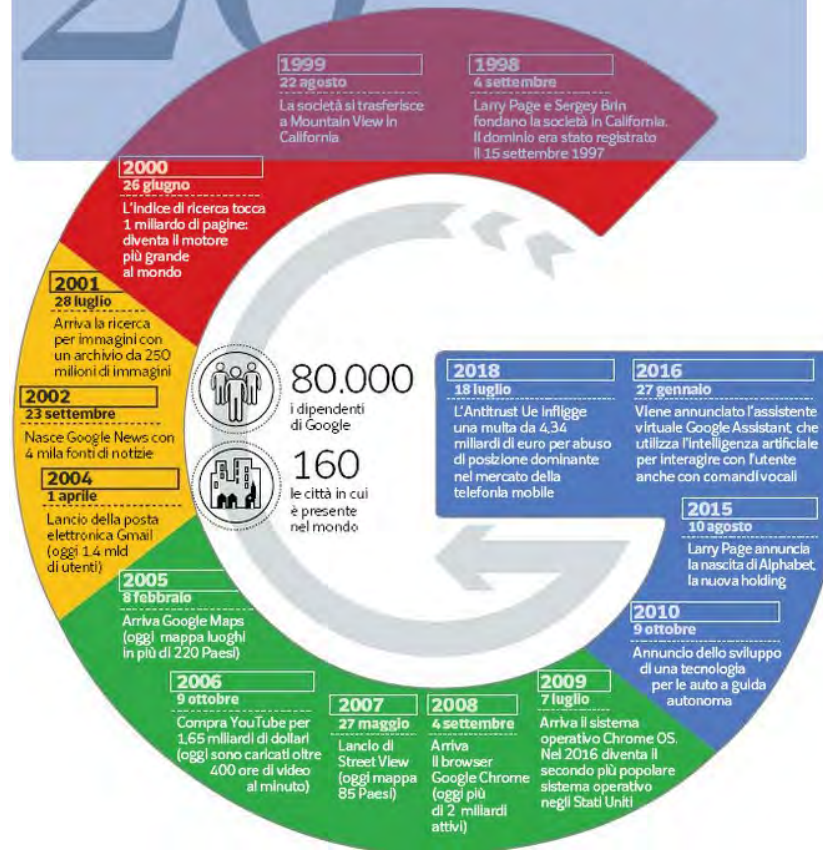 20
1998
4 settembre
Larry Page e Sergey Brin
fondano la società in California.
Il dominio era stato registrato
il 15 settembre 1997
1999
22 agosto
La società si trasferisce
a Mountain View in
California
2000
26 giugno
L'indice di ricerca tocca
1 miliardo di pagine:
diventa il motore
più grande
al mondo
2001
28 luglio
Arriva la ricerca
per immagini con
un archivio da 250
milioni di immagini
2002
23 settembre
Nasce Google News con
4 mila fonti di notizie
2004
1 aprile
Lancio della posta
elettronica Gmail
(oggi 1,4 mld
di utenti)
2005
8 febbraio
Arriva Google Maps
(oggi mappa luoghi
in più di 220 Paesi)
2006
9 ottobre
Compra YouTube per
1,65 miliardi di dollari
(oggi sono caricati oltre
400 ore di video
al minuto)
2007
27 maggio
Lancio di
Street View
(oggi mappa
85 Paesi)
2008
4 settembre
Arriva
il browser
Google Chrome
(oggi più
di 2 miliardi
attivi)
2009
7 luglio
Arriva il sistema
operativo Chrome OS.
Nel 2016 diventa il
secondo più popolare
sistema operativo
negli Stati Uniti
2010
9 ottobre
Annuncio dello sviluppo
di una tecnologia
per le auto a guida
autonoma
2015
10 agosto
Larry Page annuncia
la nascita di Alphabet,
la nuova holding
2016
27 gennaio
Viene annunciato l'assistente
virtuale Google Assistant, che
utilizza l'intelligenza artificiale
per interagire con l'utente
anche con comandi vocali
2018
18 luglio
L'Antitrust Ue infligge
una multa da 4,34
miliardi di euro per abuso
di posizione dominante
nel mercato della
telefonia mobile
80.000
i dipendenti
di Google
160
le città in cui
è presente
nel mondo